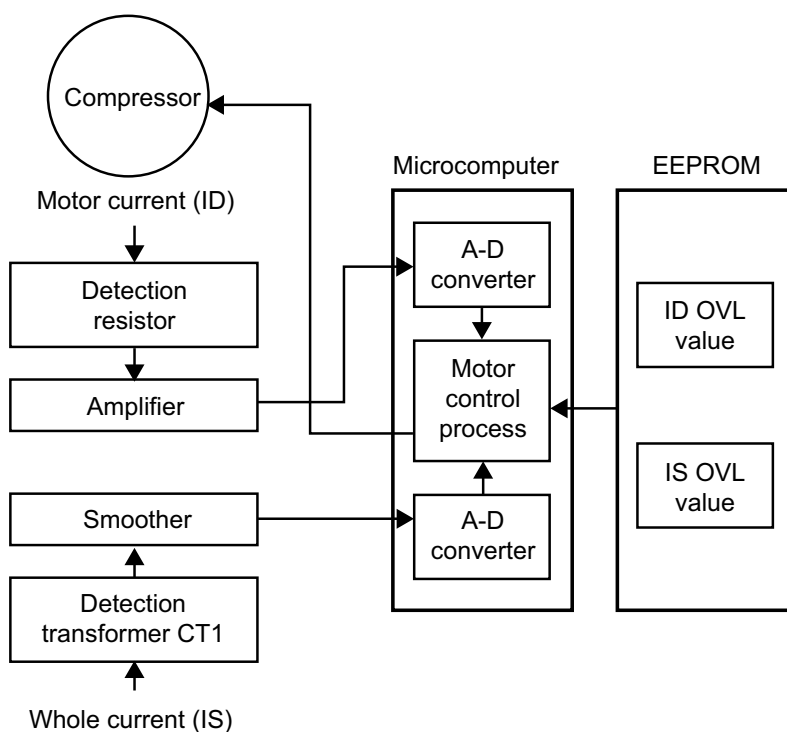 Compressor
Motor current (ID)
Detection
resistor
Amplifier
Smoother
Detection
transformer CT1
Whole current (IS)
Microcomputer
A-D
converter
Motor
control
process
A-D
converter
EEPROM
ID OVL
value
IS OVL
value